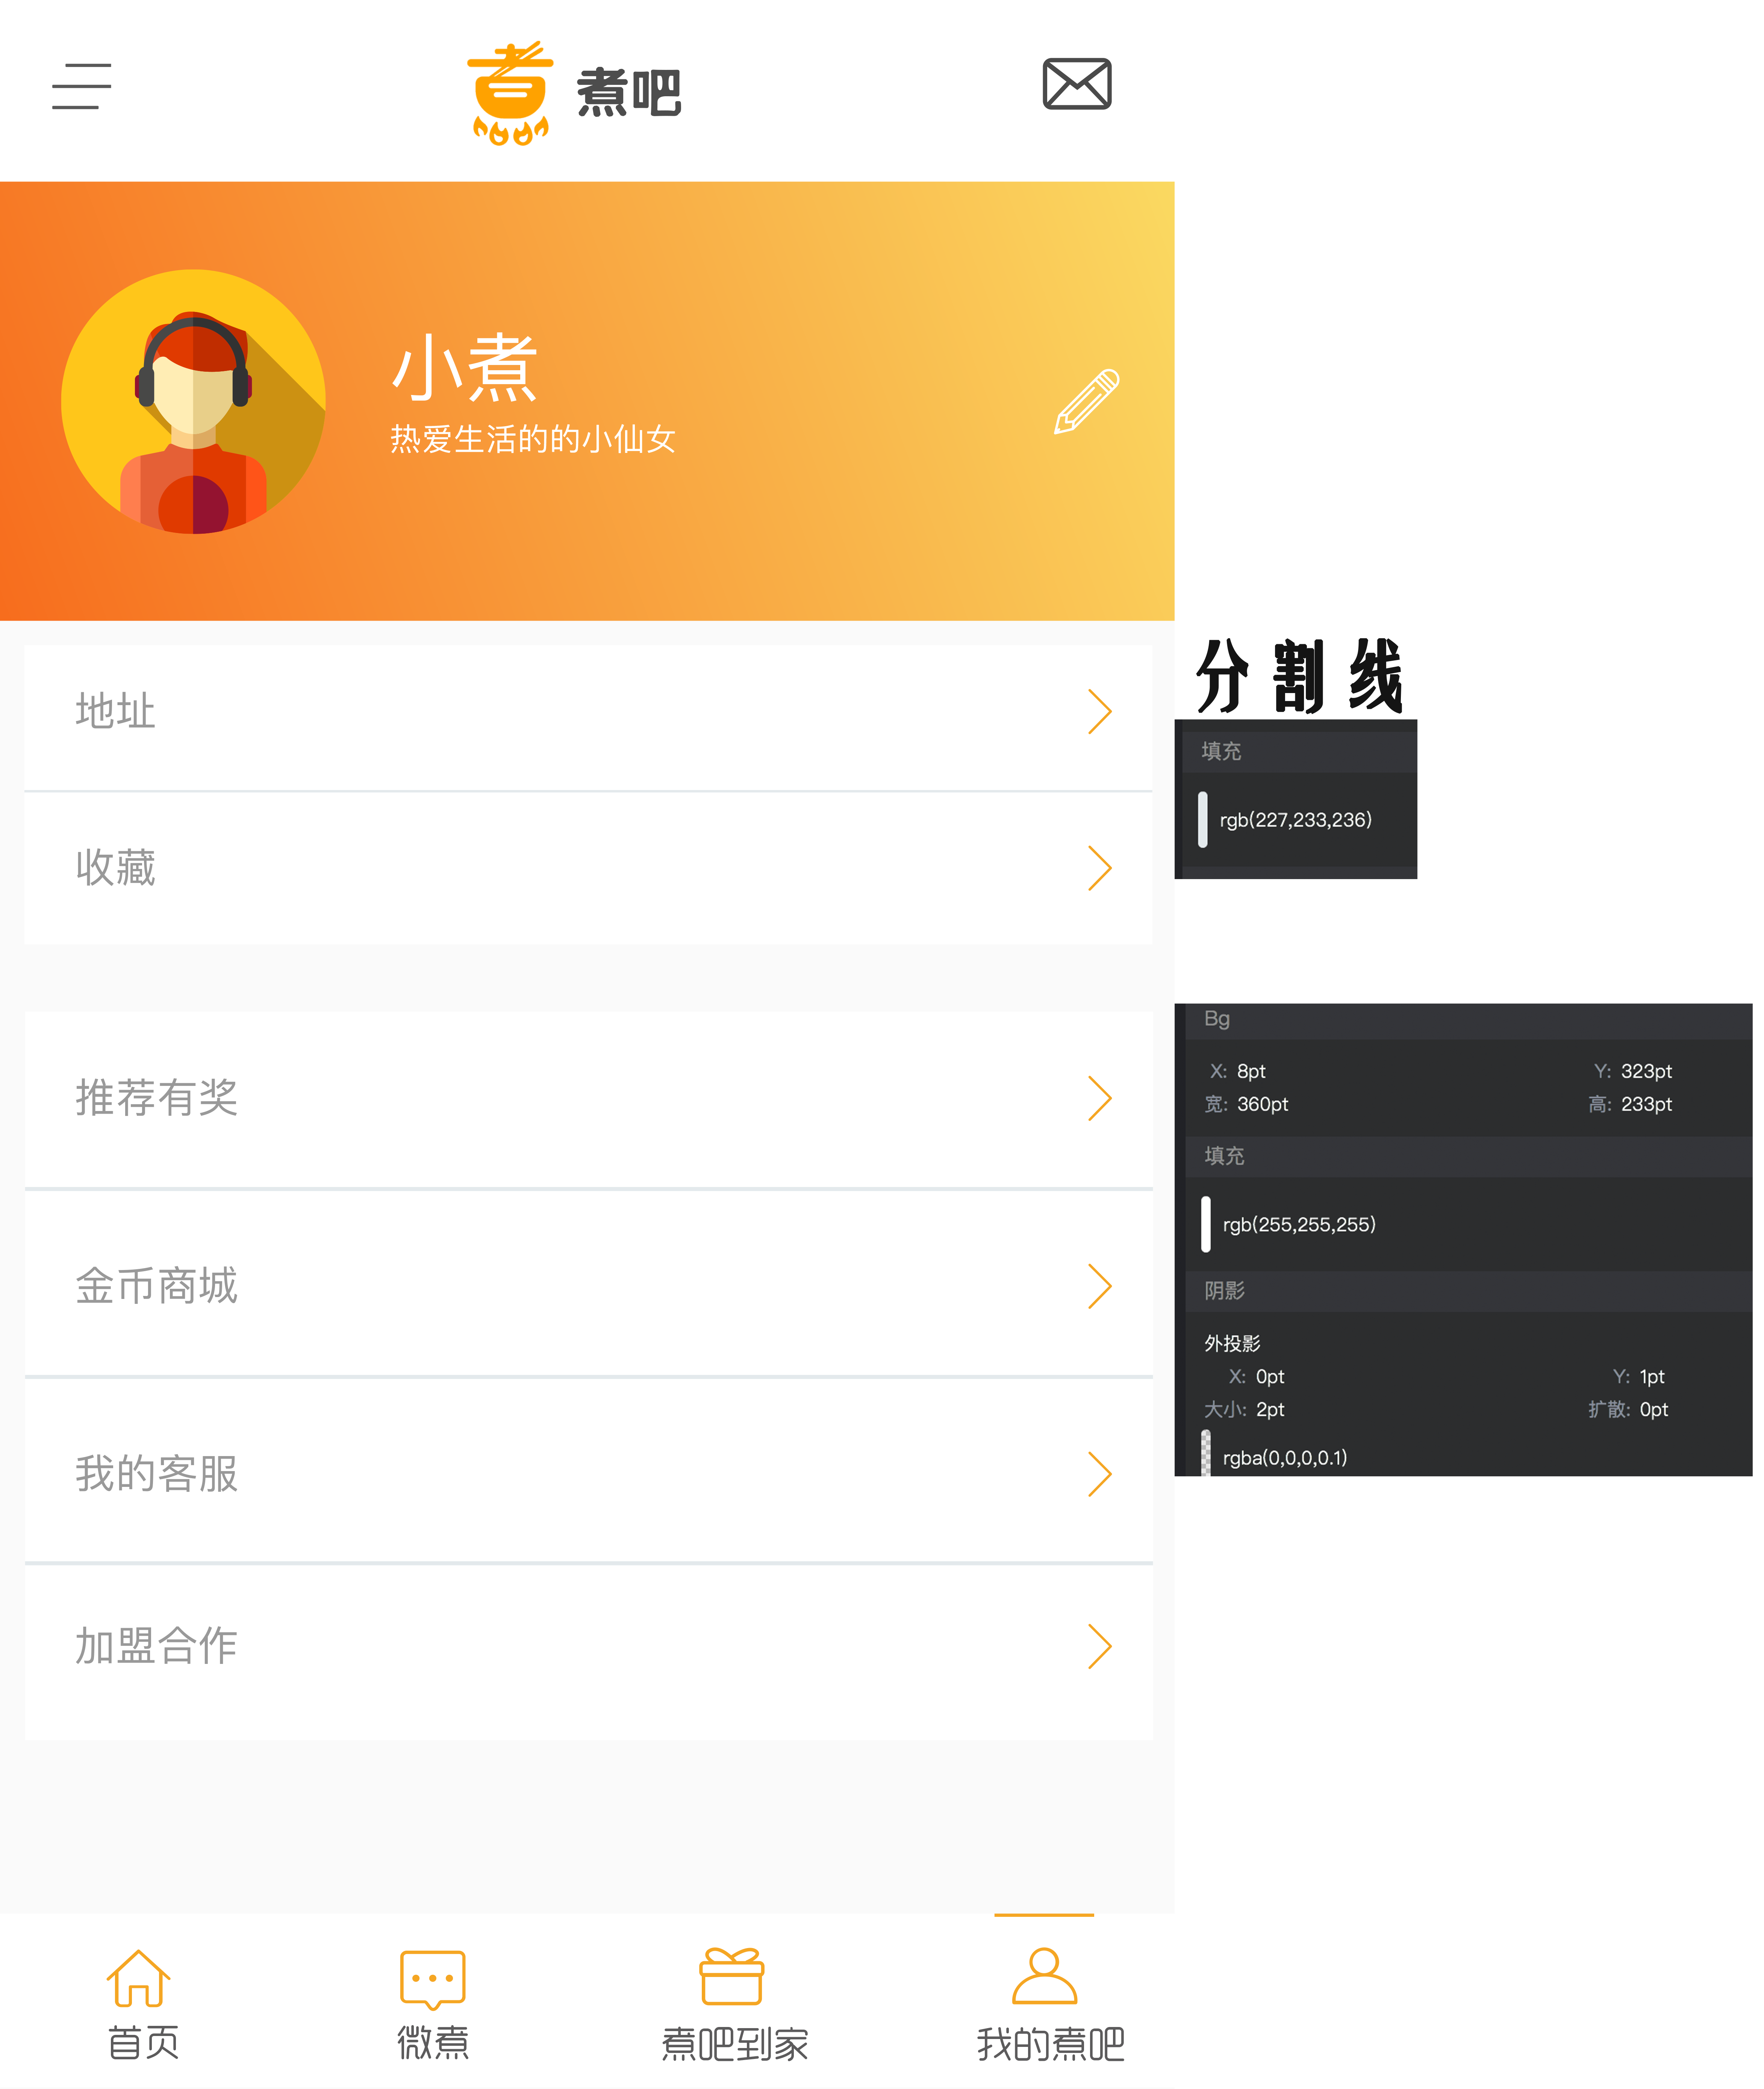 煮吧
小煮
热爱生活的的小仙女
地址
收藏
推荐有奖
金币商城
我的客服
加盟合作
首页
微煮
煮吧到家
我的煮吧
分割线
填充
rgb(227,233,236)
Bg
X: 8pt Y: 323pt
宽: 360pt 高: 233pt
填充
rgb(255,255,255)
阴影
外投影
X: 0pt Y: 1pt
大小: 2pt 扩散: 0pt
rgba(0,0,0,0.1)